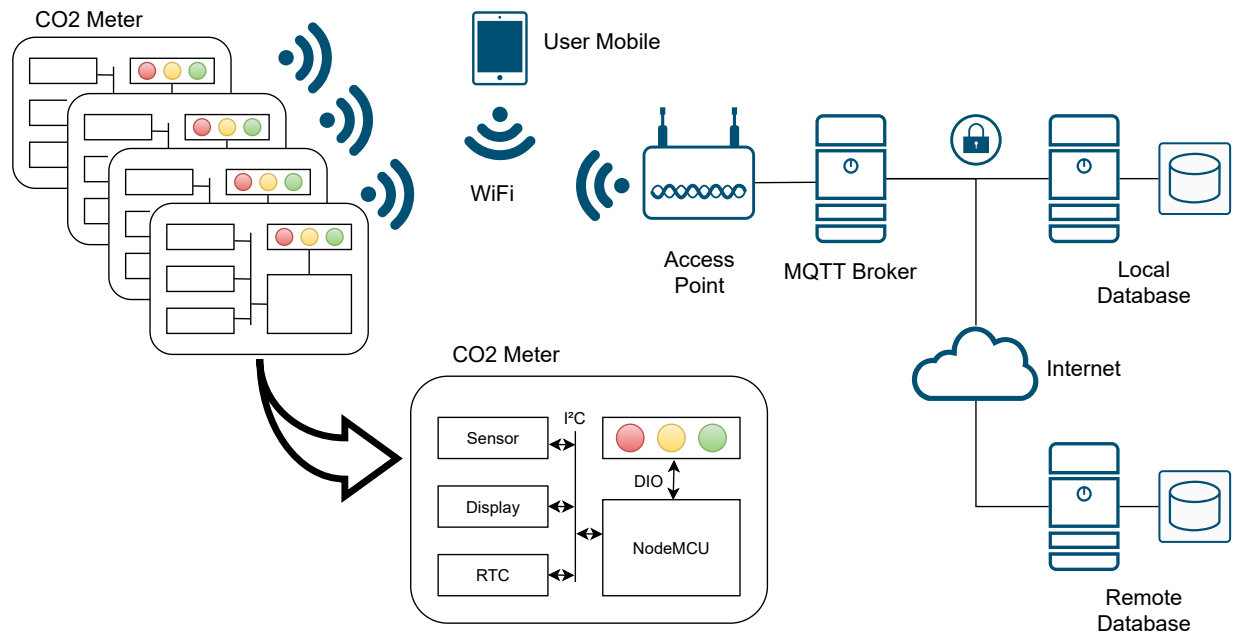 CO2 Meter
User Mobile
WiFi
Access
Point
MQTT Broker
Local
Database
Internet
CO2 Meter
I²C
Sensor
DIO
Display
NodeMCU
RTC
Remote
Database